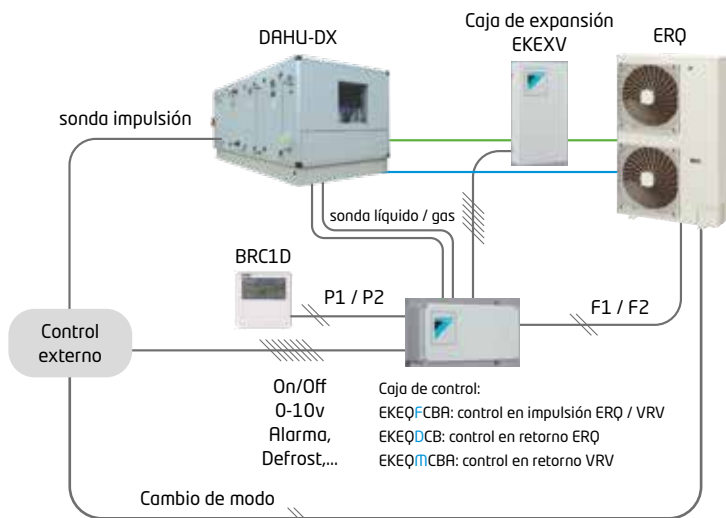 Caja de expansión
EKEXV
DAHU-DX
ERQ
sonda impulsión
sonda líquido / gas
BRC1D
P1 / P2
F1 / F2
Control
externo
On/Off
0-10v
Alarma,
Defrost,...
Caja de control:
EKEQFCBA: control en impulsión ERQ / VRV
EKEQDCB: control en retorno ERQ
EKEQMCBA: control en retorno VRV
Cambio de modo